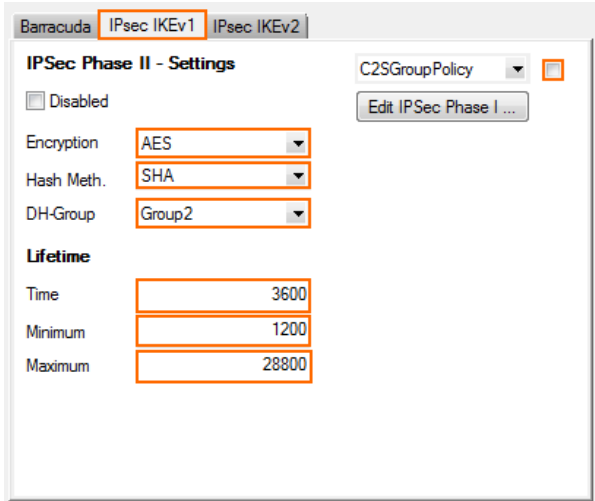 Barracuda IPsec IKEv1 IPsec IKEv2
IPSec Phase II - Settings C2SGroupPolicy
Disabled Edit IPSec Phase I ...
Encryption AES
Hash Meth. SHA
DH-Group Group2
Lifetime
Time 3600
Minimum 1200
Maximum 28800